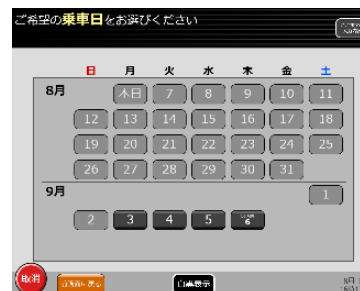 ご希望の乗車日をお選びください
日 月 火 水 木 金 土
8月 本日 7 8 9 10 11
12 13 14 15 16 17 18
19 20 21 22 23 24 25
26 27 28 29 30 31
9月 1
2 3 4 5 6
取消 白黒表示